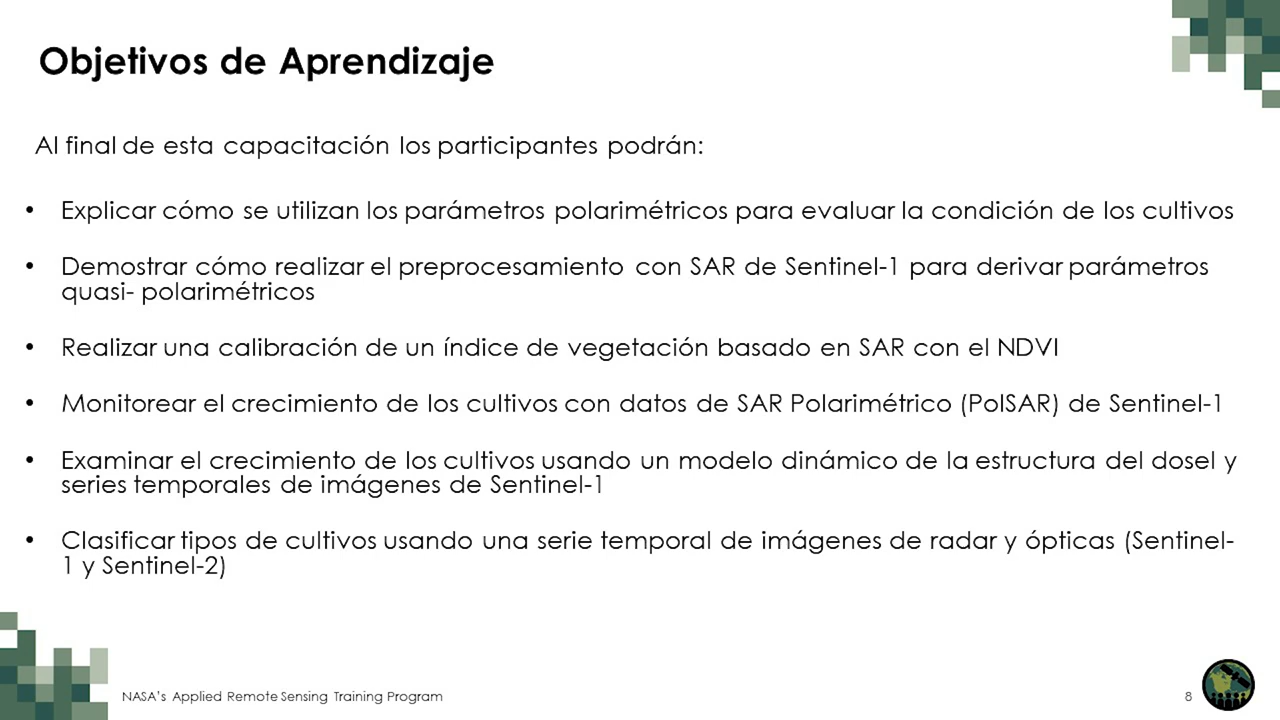 Objetivos de Aprendizaje
Al final de esta capacitación los participantes podrán:
• Explicar cómo se utilizan los parámetros polarimétricos para evaluar la condición de los cultivos
• Demostrar cómo realizar el preprocesamiento con SAR de Sentinel-1 para derivar parámetros
quasi- polarimétricos
• Realizar una calibración de un índice de vegetación basado en SAR con el NDVI
• Monitorear el crecimiento de los cultivos con datos de SAR Polarimétrico (PolSAR) de Sentinel-1
• Examinar el crecimiento de los cultivos usando un modelo dinámico de la estructura del dosel y
series temporales de imágenes de Sentinel-1
• Clasificar tipos de cultivos usando una serie temporal de imágenes de radar y ópticas (Sentinel-
1 y Sentinel-2)
NASA's Applied Remote Sensing Training Program
8